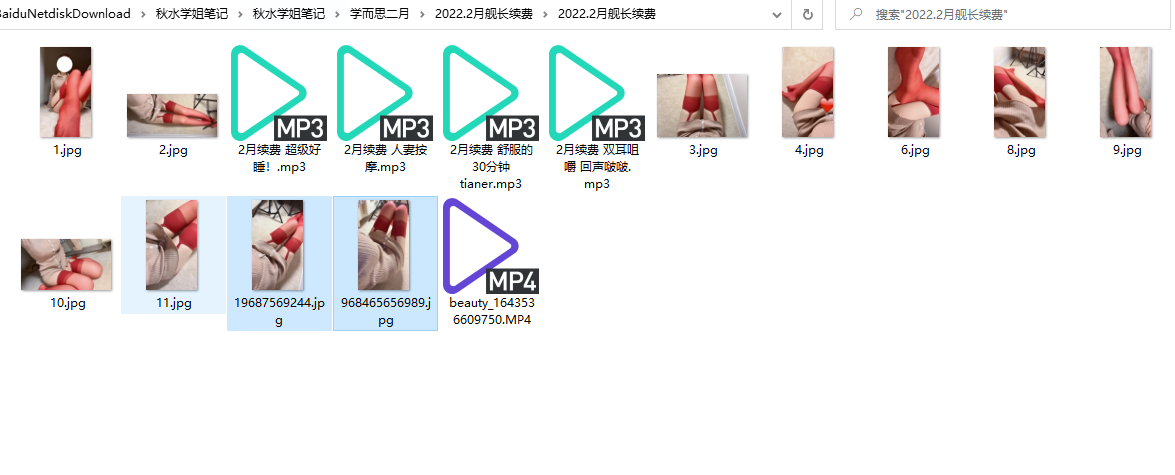 BaiduNetdiskDownload > 秋水学姐笔记 > 秋水学姐笔记 > 学而思二月 > 2022.2月舰长续费 > 2022.2月舰长续费
搜索"2022.2月舰长续费"
MP3
MP3
MP3
MP3
1.jpg
2.jpg
2月续费 超级好
睡！.mp3
2月续费 人妻按
摩.mp3
2月续费 舒服的
30分钟
tianer.mp3
2月续费 双耳咀
嚼 回声啵啵.
mp3
3.jpg
4.jpg
6.jpg
8.jpg
9.jpg
MP4
10.jpg
11.jpg
19687569244.jp
g
968465656989.j
pg
beauty_164353
6609750.MP4